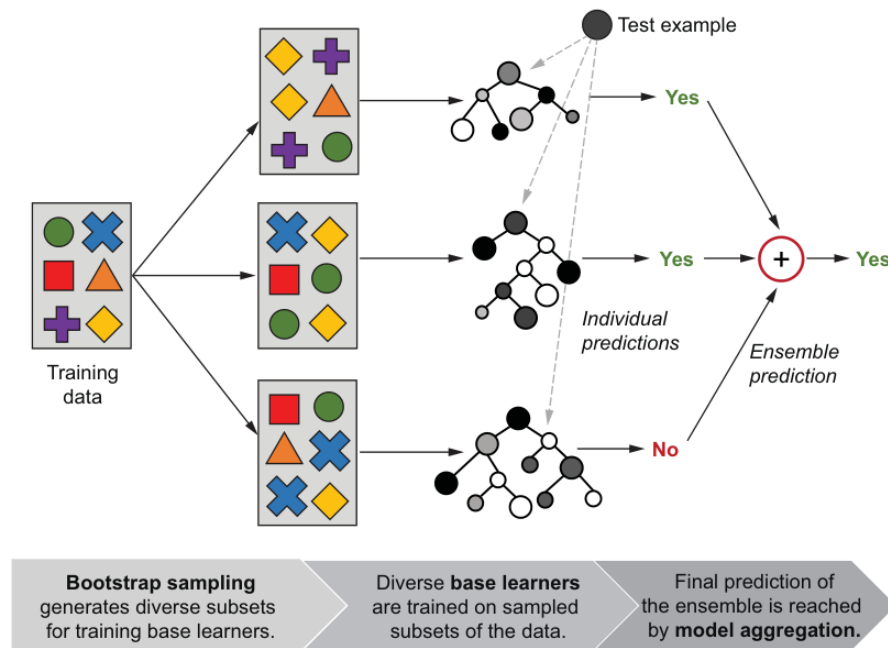 Test example
Yes
Yes
+
Yes
Individual
predictions
Ensemble
prediction
Training
data
No
Bootstrap sampling
generates diverse subsets
for training base learners.
Diverse base learners
are trained on sampled
subsets of the data.
Final prediction of
the ensemble is reached
by model aggregation.